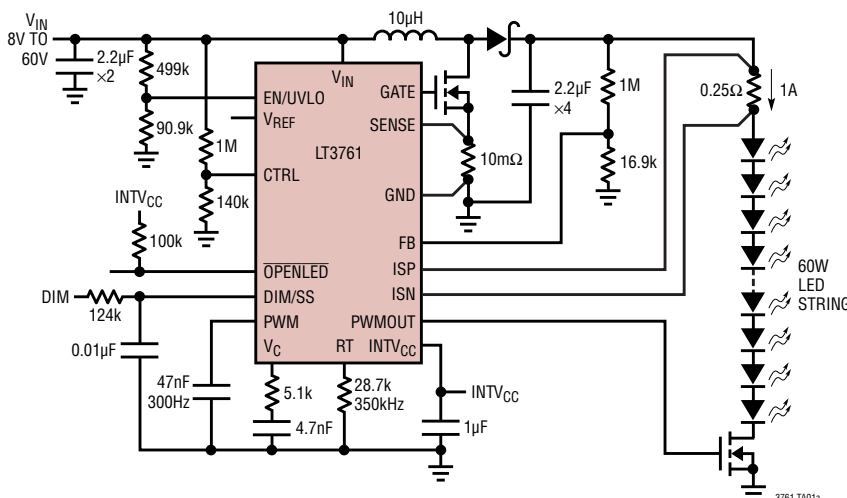 VIN
8V TO
60V
2.2µF
×2
499k
90.9k
1M
140k
10µH
VIN
EN/UVLO
VREF
LT3761
CTRL
GATE
SENSE
GND
FB
ISP
ISN
PWMOUT
INTVCC
OPENLED
DIM/SS
PWM
VC
RT
10mΩ
2.2µF
×4
1M
16.9k
0.25Ω
1A
60W
LED
STRING
INTVCC
100k
DIM
124k
0.01µF
47nF
300Hz
5.1k
4.7nF
28.7k
350kHz
INTVCC
1µF
3761 TA01a